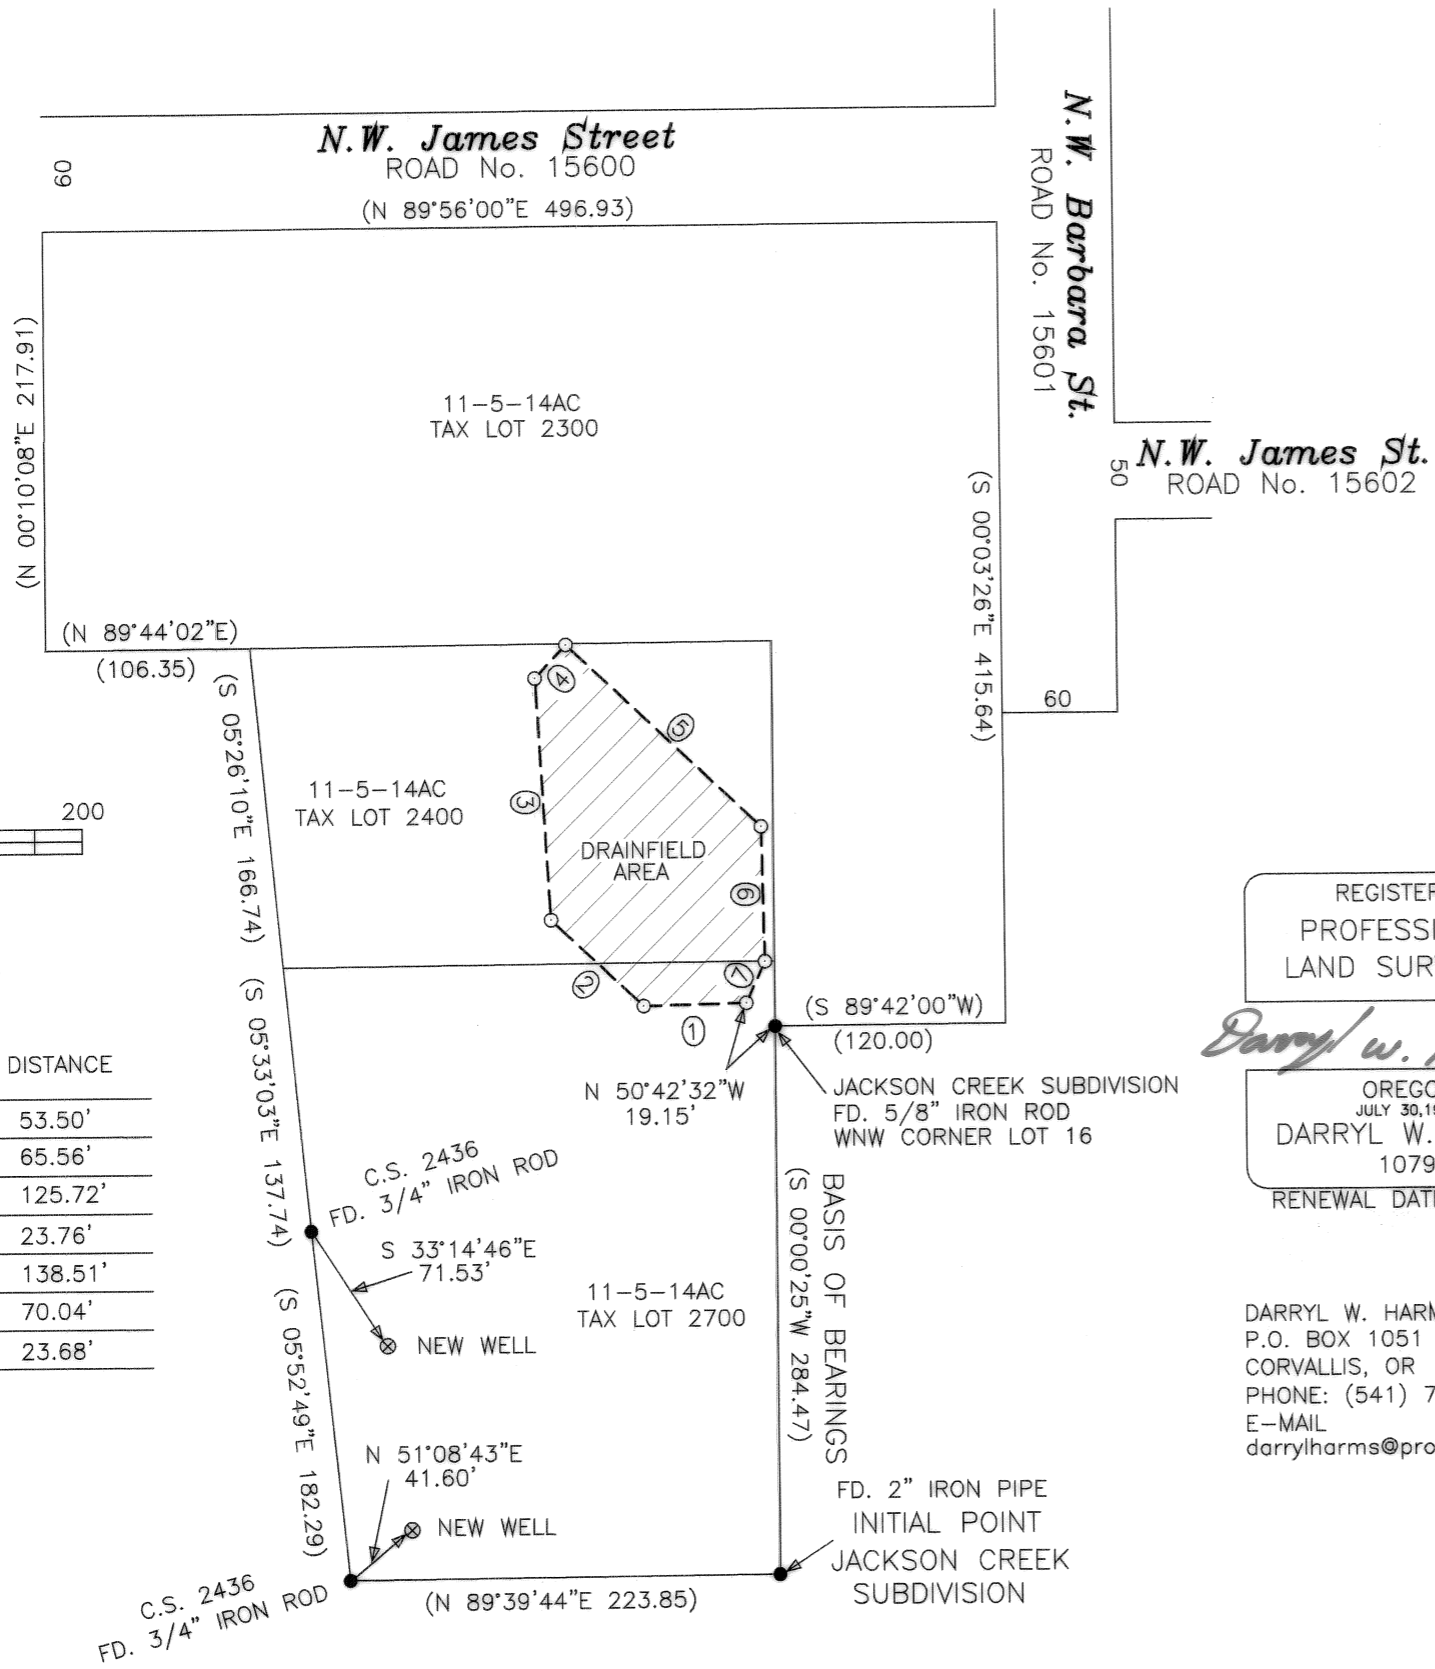 N.W. James Street
ROAD No. 15600
60
(N 89°56'00"E 496.93)
N.W. Barbara St.
ROAD No. 15601
(N 00°10'08"E 217.91)
11-5-14AC
TAX LOT 2300
50
N.W. James St.
ROAD No. 15602
(S 00°03'26"E 415.64)
60
(N 89°44'02"E)
(106.35)
(S 05°26'10"E 166.74)
4
5
3
11-5-14AC
TAX LOT 2400
200
DRAINFIELD
AREA
6
7
2
1
(S 89°42'00"W)
(120.00)
(S 05°33'03"E 137.74)
N 50°42'32"W
19.15'
JACKSON CREEK SUBDIVISION
FD. 5/8" IRON ROD
WNW CORNER LOT 16
DISTANCE
53.50'
65.56'
125.72'
23.76'
138.51'
70.04'
23.68'
C.S. 2436
FD. 3/4" IRON ROD
S 33°14'46"E
71.53'
NEW WELL
11-5-14AC
TAX LOT 2700
BASIS OF BEARINGS
(S 00°00'25"W 284.47)
(S 05°52'49"E 182.29)
N 51°08'43"E
41.60'
NEW WELL
C.S. 2436
FD. 3/4" IRON ROD
(N 89°39'44"E 223.85)
FD. 2" IRON PIPE
INITIAL POINT
JACKSON CREEK
SUBDIVISION
REGISTER
PROFESSI
LAND SUR
Darryl W.
OREGO
JULY 30,19
DARRYL W.
1079
RENEWAL DAT
DARRYL W. HARM
P.O. BOX 1051
CORVALLIS, OR
PHONE: (541) 7
E-MAIL
darrylharms@pro